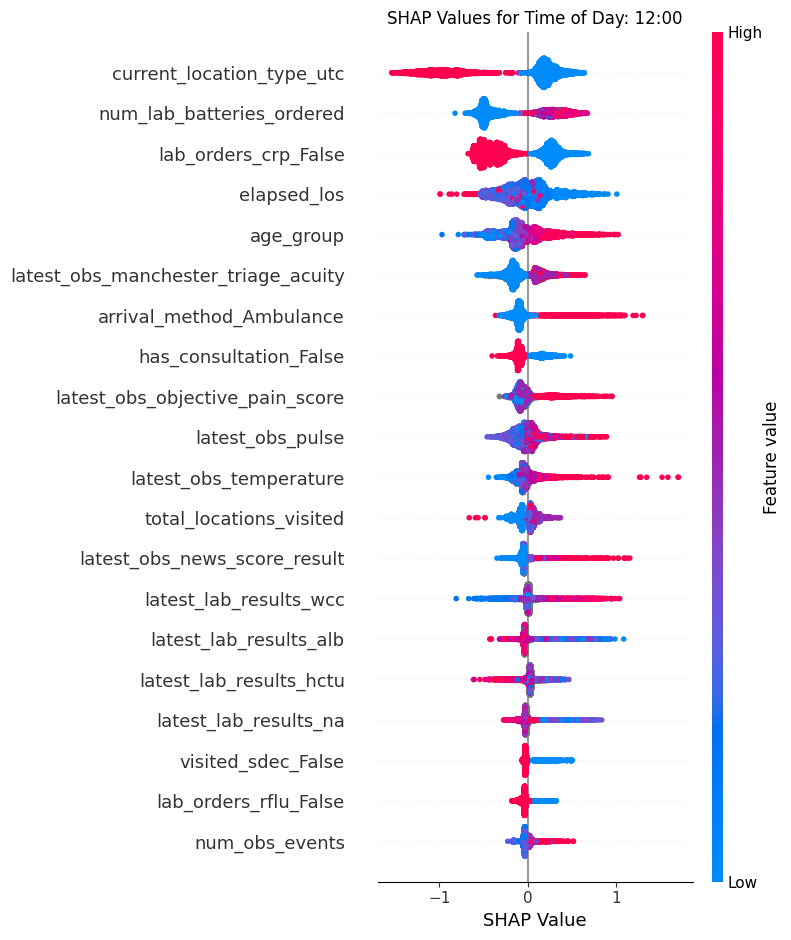 SHAP Values for Time of Day: 12:00
High
current_location_type_utc
num_lab_batteries_ordered
lab_orders_crp_False
elapsed_los
age_group
latest_obs_manchester_triage_acuity
arrival_method_Ambulance
has_consultation_False
latest_obs_objective_pain_score
latest_obs_pulse
latest_obs_temperature
total_locations_visited
latest_obs_news_score_result
latest_lab_results_wcc
latest_lab_results_alb
latest_lab_results_hctu
latest_lab_results_na
visited_sdec_False
lab_orders_rflu_False
num_obs_events
Feature value
Low
−1 0 1
SHAP Value